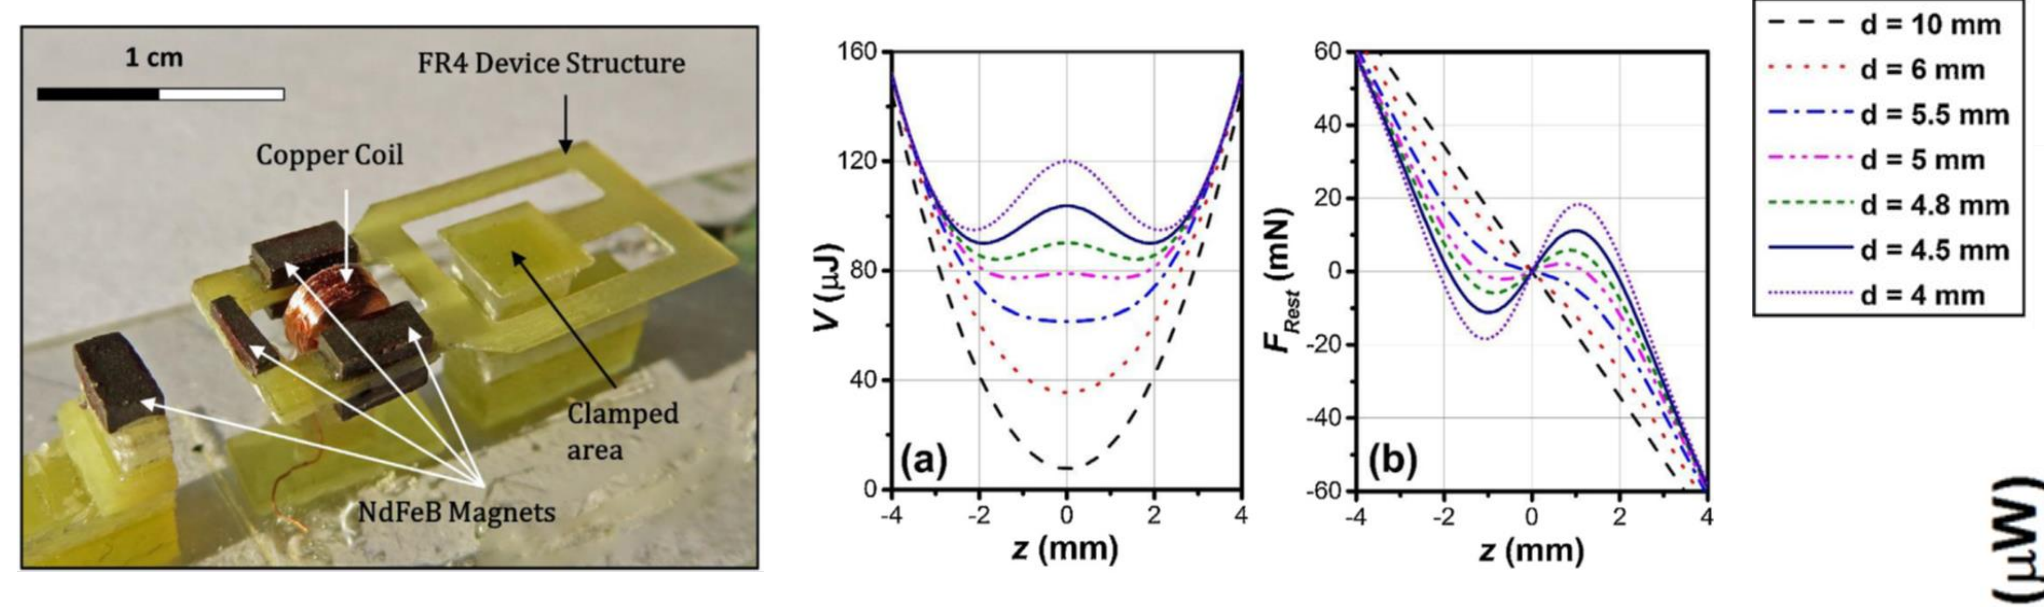 1 cm
FR4 Device Structure
Copper Coil
Clamped
area
NdFeB Magnets
160
120
80
40
0
V (μJ)
(a)
-4 -2 0 2 4
z (mm)
60
40
20
0
-20
-40
-60
F_Rest (mN)
(b)
-4 -2 0 2 4
z (mm)
d = 10 mm
d = 6 mm
d = 5.5 mm
d = 5 mm
d = 4.8 mm
d = 4.5 mm
d = 4 mm
(μW)